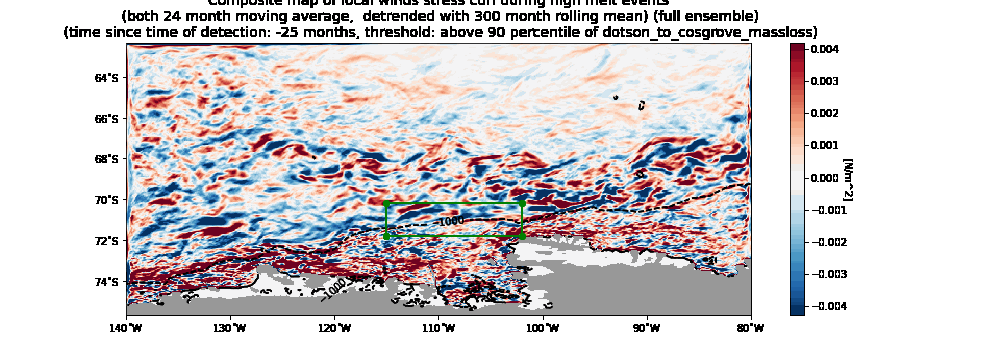 Composite map of local winds stress curl during high melt events
(both 24 month moving average, detrended with 300 month rolling mean) (full ensemble)
(time since time of detection: -25 months, threshold: above 90 percentile of dotson_to_cosgrove_massloss)
64°S
66°S
68°S
70°S
72°S
74°S
140°W
130°W
120°W
110°W
100°W
90°W
80°W
-1000
-1000
0.004
0.003
0.002
0.001
0.000
−0.001
−0.002
−0.003
−0.004
[N/m^2]